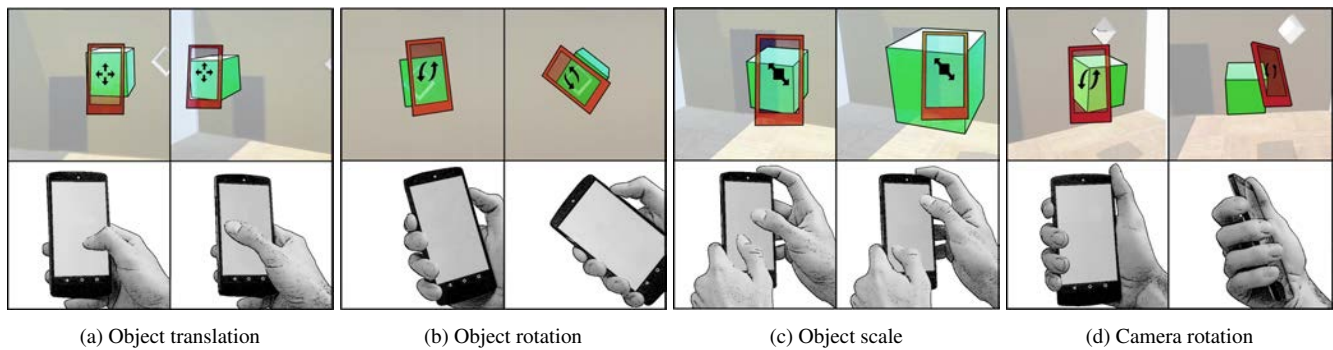 (a) Object translation
(b) Object rotation
(c) Object scale
(d) Camera rotation